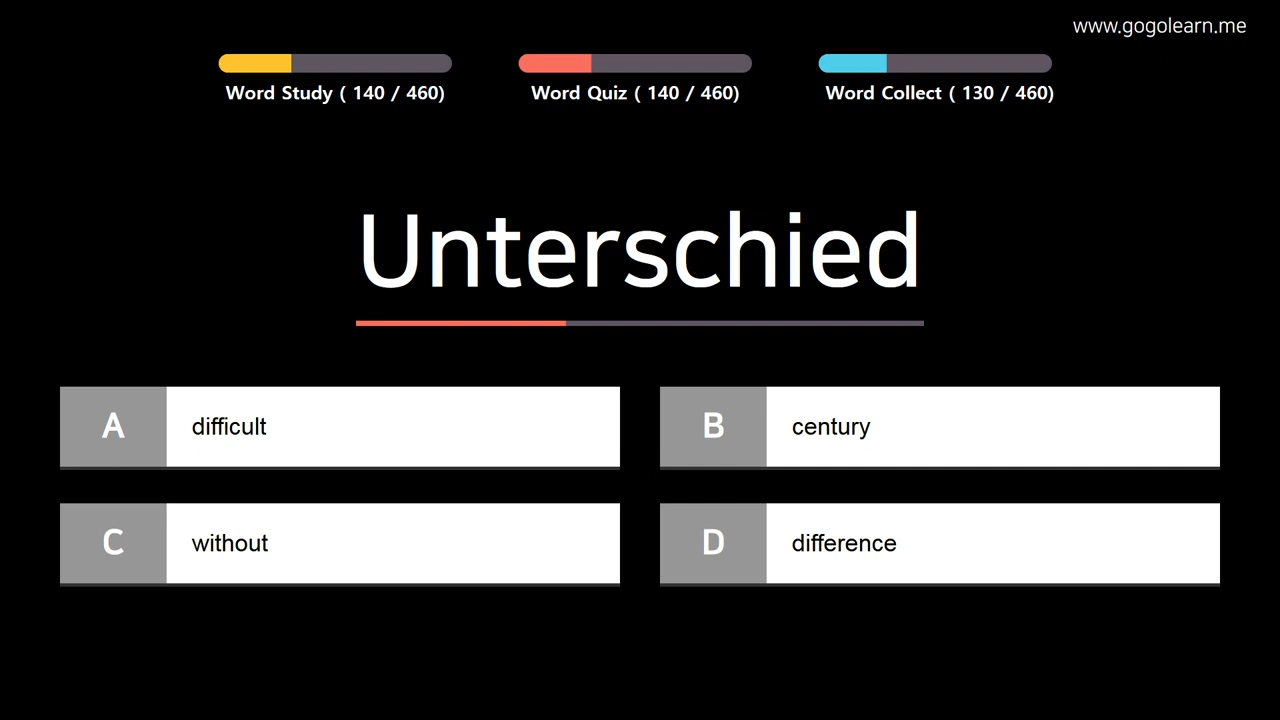 www.gogolearn.me
Word Study ( 140 / 460)
Word Quiz ( 140 / 460)
Word Collect ( 130 / 460)
Unterschied
A difficult
B century
C without
D difference